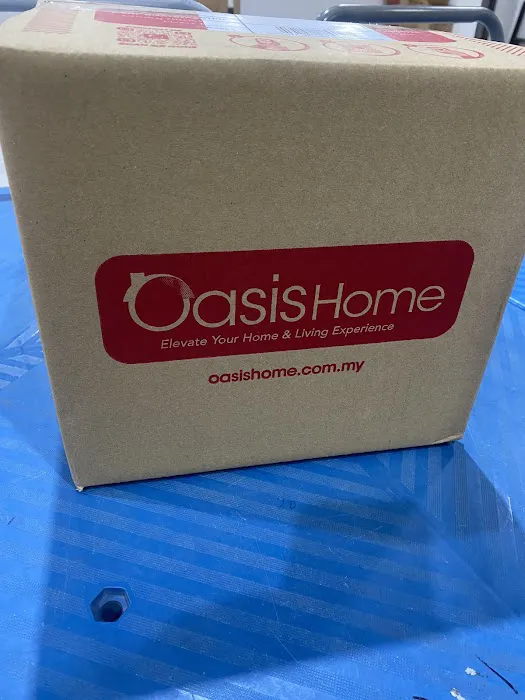 OasisHome
Elevate Your Home & Living Experience
oasishome.com.my